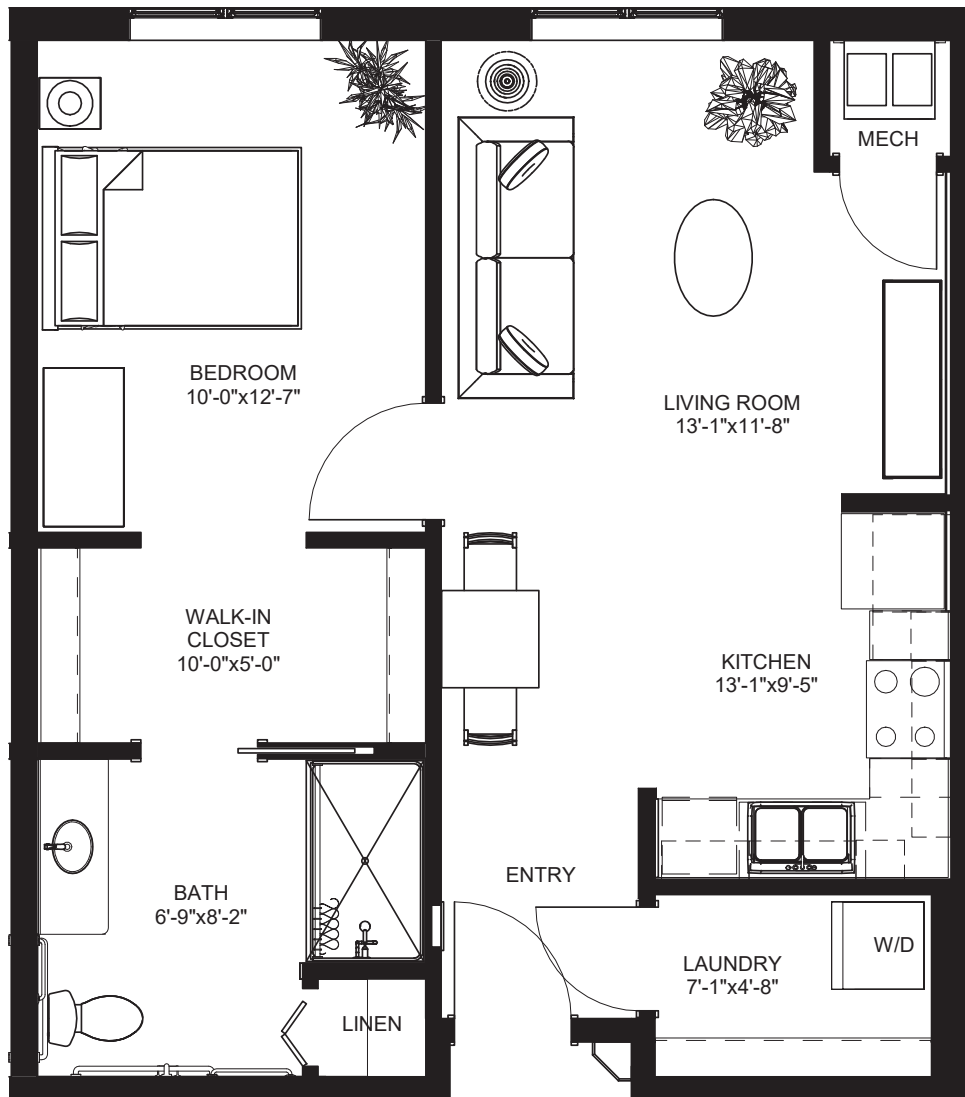 MECH
BEDROOM
10'-0"x12'-7"
LIVING ROOM
13'-1"x11'-8"
WALK-IN
CLOSET
10'-0"x5'-0"
KITCHEN
13'-1"x9'-5"
ENTRY
BATH
6'-9"x8'-2"
W/D
LAUNDRY
7'-1"x4'-8"
LINEN